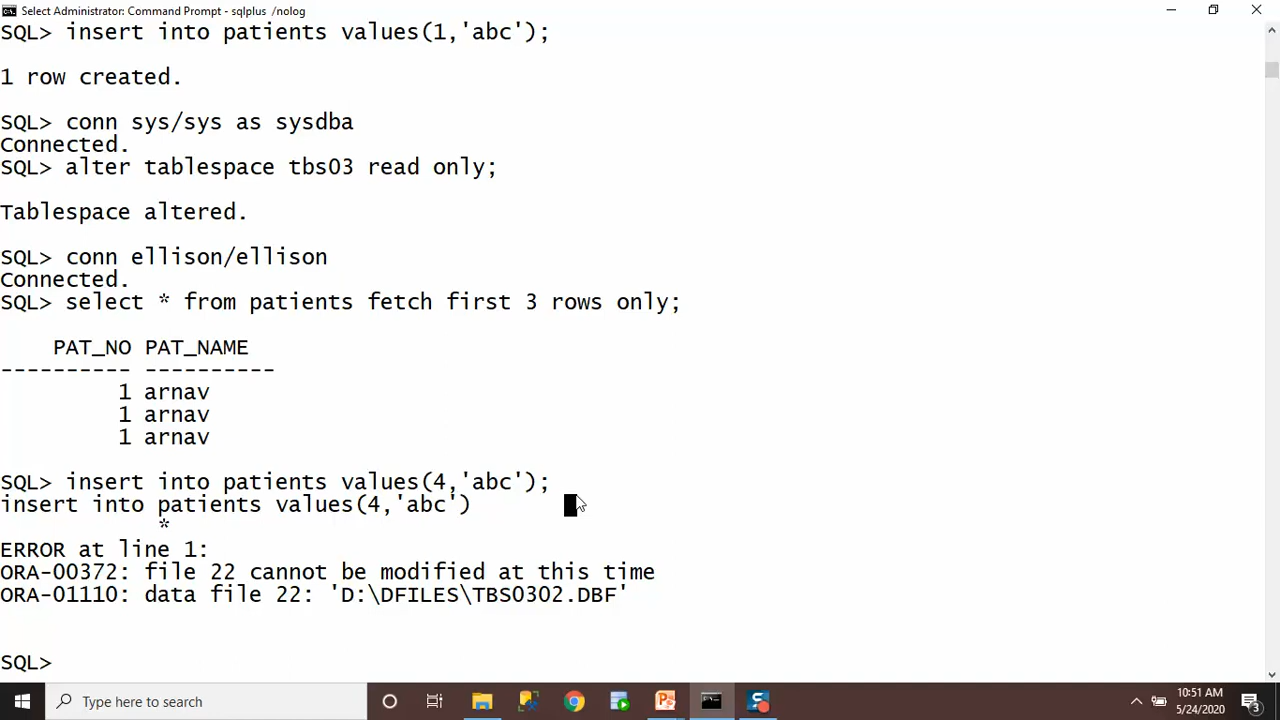 Select Administrator: Command Prompt - sqlplus /nolog
SQL> insert into patients values(1,'abc');
1 row created.
SQL> conn sys/sys as sysdba
Connected.
SQL> alter tablespace tbs03 read only;
Tablespace altered.
SQL> conn ellison/ellison
Connected.
SQL> select * from patients fetch first 3 rows only;
PAT_NO PAT_NAME
---------- ----------
1 arnav
1 arnav
1 arnav
SQL> insert into patients values(4,'abc');
insert into patients values(4,'abc')
*
ERROR at line 1:
ORA-00372: file 22 cannot be modified at this time
ORA-01110: data file 22: 'D:\DFILES\TBS0302.DBF'
SQL>
Type here to search
10:51 AM
5/24/2020
3